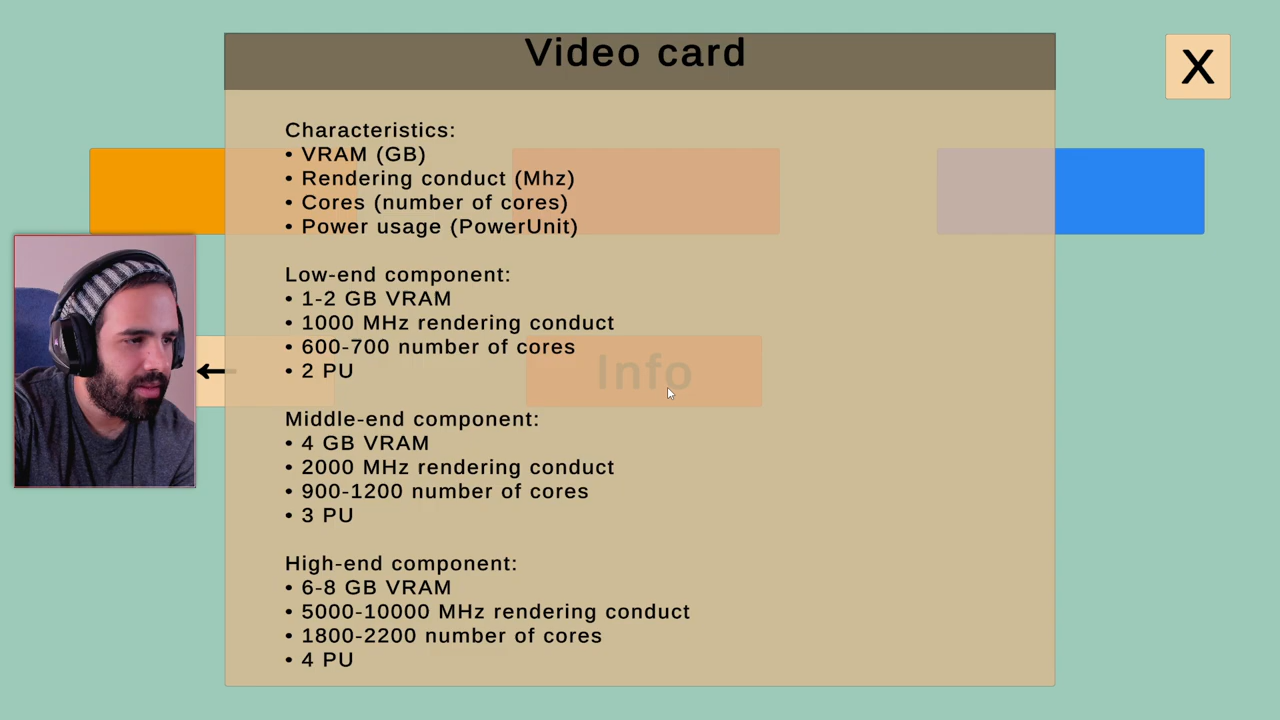 Video card
X
Characteristics:
• VRAM (GB)
• Rendering conduct (Mhz)
• Cores (number of cores)
• Power usage (PowerUnit)
Low-end component:
• 1-2 GB VRAM
• 1000 MHz rendering conduct
• 600-700 number of cores
• 2 PU
Info
Middle-end component:
• 4 GB VRAM
• 2000 MHz rendering conduct
• 900-1200 number of cores
• 3 PU
High-end component:
• 6-8 GB VRAM
• 5000-10000 MHz rendering conduct
• 1800-2200 number of cores
• 4 PU